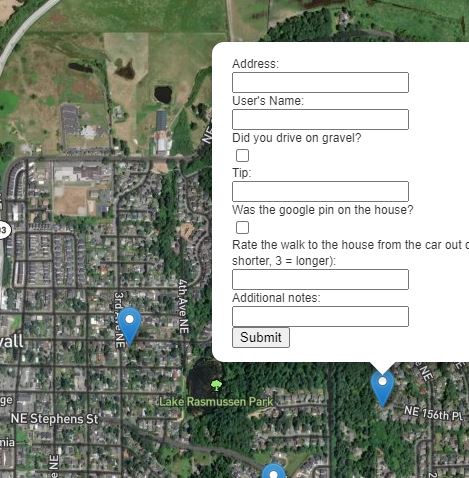 Address:
User's Name:
Did you drive on gravel?
Tip:
Was the google pin on the house?
Rate the walk to the house from the car out o
shorter, 3 = longer):
Additional notes:
Submit
NE
4th Ave NE
3rd Ave NE
vall
Lake Rasmussen Park
NE Stephens St
NE 156th Pl
NE
ge
nia
ve NE
2